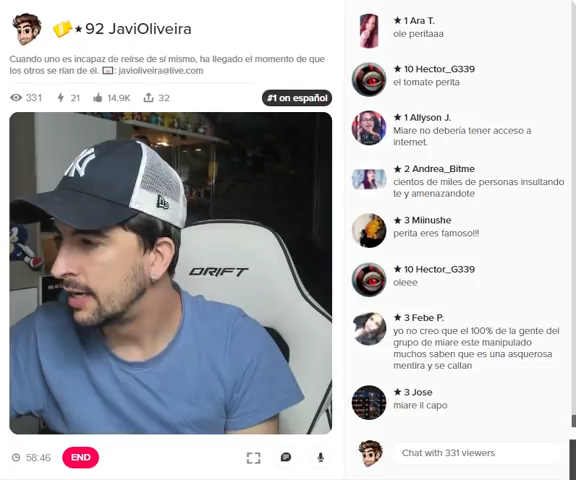 92 JaviOliveira
Cuando uno es incapaz de reírse de sí mismo, ha llegado el momento de que
los otros se rían de él. 📧: javioliveira@live.com
331 21 14.9K 32 #1 on español
NY
DRIFT
58:46 END
★ 1 Ara T.
ole peritaaa
★ 10 Hector_G339
el tomate perita
★ 1 Allyson J.
Miare no debería tener acceso a
internet.
★ 2 Andrea_Bitme
cientos de miles de personas insultando
te y amenazandote
★ 3 Miinushe
perita eres famoso!!!
★ 10 Hector_G339
oleee
★ 3 Febe P.
yo no creo que el 100% de la gente del
grupo de miare este manipulado
muchos saben que es una asquerosa
mentira y se callan
★ 3 Jose
miare il capo
Chat with 331 viewers